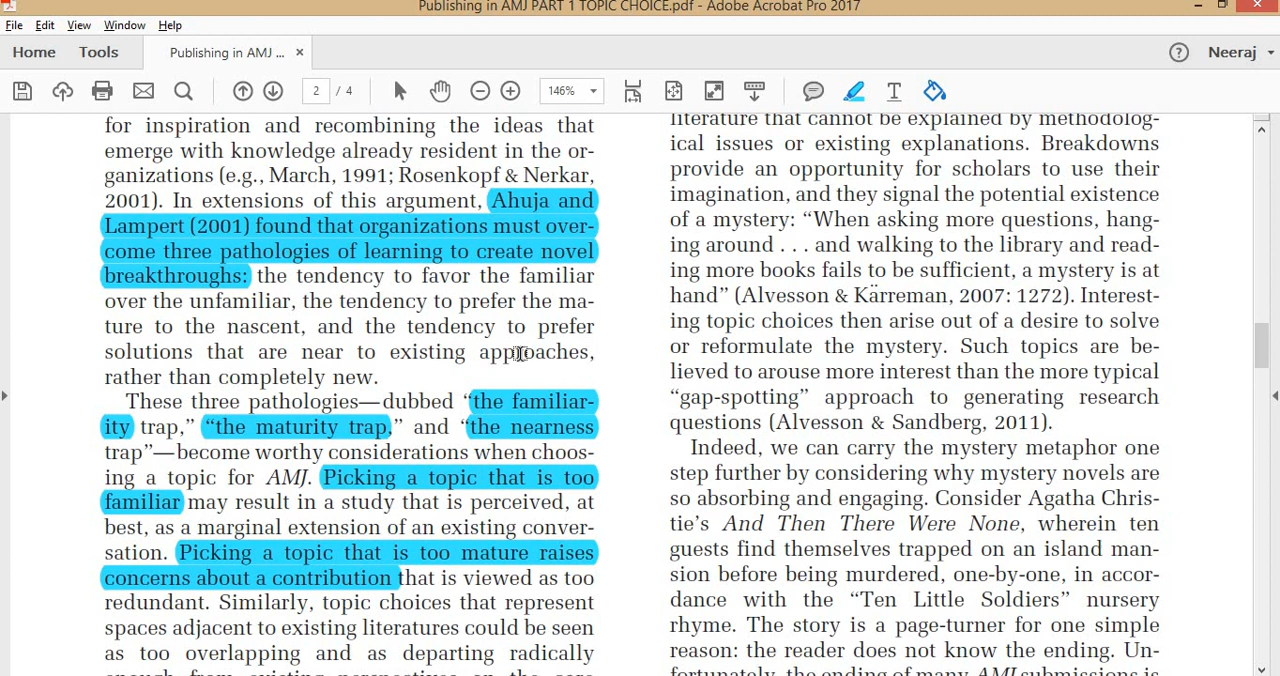 Publishing in AMJ PART 1 TOPIC CHOICE.pdf - Adobe Acrobat Pro 2017
File Edit View Window Help
Home Tools Publishing in AMJ ... × Neeraj
2 / 4 146%
for inspiration and recombining the ideas that
emerge with knowledge already resident in the or-
ganizations (e.g., March, 1991; Rosenkopf & Nerkar,
2001). In extensions of this argument, Ahuja and
Lampert (2001) found that organizations must over-
come three pathologies of learning to create novel
breakthroughs: the tendency to favor the familiar
over the unfamiliar, the tendency to prefer the ma-
ture to the nascent, and the tendency to prefer
solutions that are near to existing approaches,
rather than completely new.
These three pathologies—dubbed “the familiar-
ity trap,” “the maturity trap,” and “the nearness
trap”—become worthy considerations when choos-
ing a topic for AMJ. Picking a topic that is too
familiar may result in a study that is perceived, at
best, as a marginal extension of an existing conver-
sation. Picking a topic that is too mature raises
concerns about a contribution that is viewed as too
redundant. Similarly, topic choices that represent
spaces adjacent to existing literatures could be seen
as too overlapping and as departing radically
enough from existing perspectives on the core
literature that cannot be explained by methodolog-
ical issues or existing explanations. Breakdowns
provide an opportunity for scholars to use their
imagination, and they signal the potential existence
of a mystery: “When asking more questions, hang-
ing around . . . and walking to the library and read-
ing more books fails to be sufficient, a mystery is at
hand” (Alvesson & Kärreman, 2007: 1272). Interest-
ing topic choices then arise out of a desire to solve
or reformulate the mystery. Such topics are be-
lieved to arouse more interest than the more typical
“gap-spotting” approach to generating research
questions (Alvesson & Sandberg, 2011).
Indeed, we can carry the mystery metaphor one
step further by considering why mystery novels are
so absorbing and engaging. Consider Agatha Chris-
tie’s And Then There Were None, wherein ten
guests find themselves trapped on an island man-
sion before being murdered, one-by-one, in accor-
dance with the “Ten Little Soldiers” nursery
rhyme. The story is a page-turner for one simple
reason: the reader does not know the ending. Un-
fortunately, the ending of many AMJ submissions is